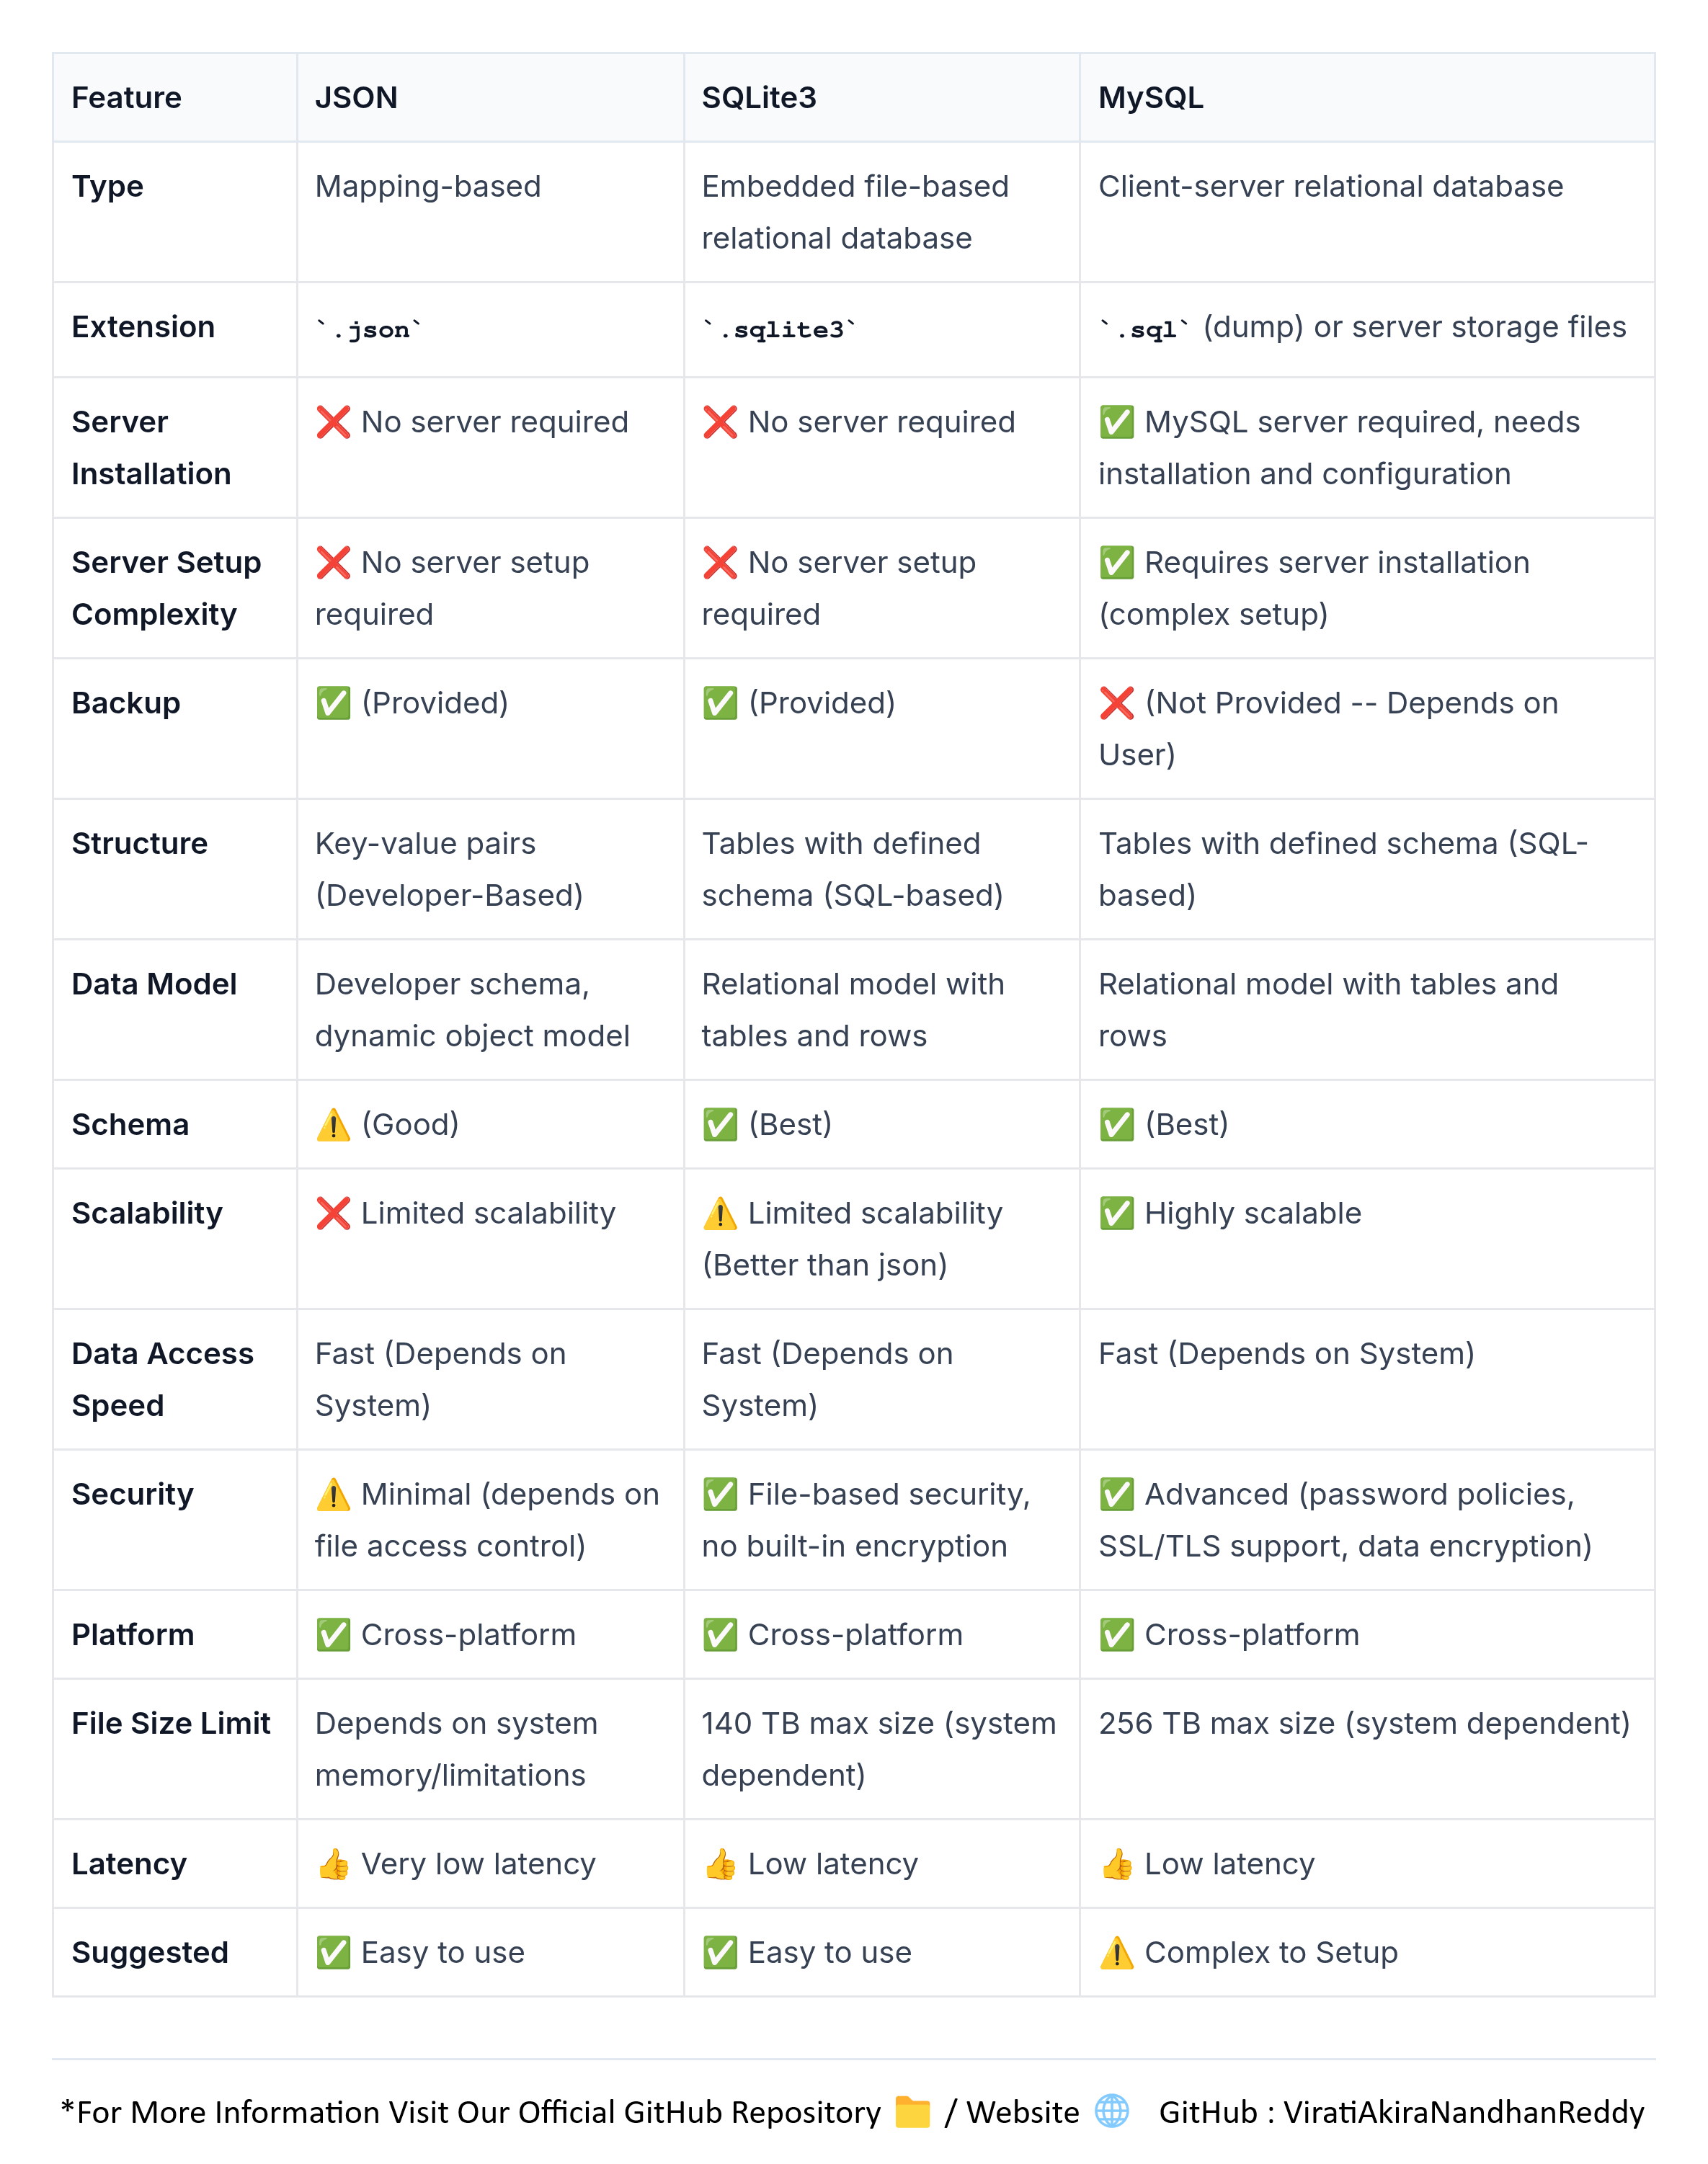 Feature JSON SQLite3 MySQL
Type Mapping-based Embedded file-based Client-server relational database
relational database
Extension `.json` `.sqlite3` `.sql` (dump) or server storage files
Server ❌ No server required ❌ No server required ✅ MySQL server required, needs
Installation installation and configuration
Server Setup ❌ No server setup ❌ No server setup ✅ Requires server installation
Complexity required required (complex setup)
Backup ✅ (Provided) ✅ (Provided) ❌ (Not Provided -- Depends on
User)
Structure Key-value pairs Tables with defined Tables with defined schema (SQL-
(Developer-Based) schema (SQL-based) based)
Data Model Developer schema, Relational model with Relational model with tables and
dynamic object model tables and rows rows
Schema ⚠️ (Good) ✅ (Best) ✅ (Best)
Scalability ❌ Limited scalability ⚠️ Limited scalability ✅ Highly scalable
(Better than json)
Data Access Fast (Depends on Fast (Depends on Fast (Depends on System)
Speed System) System)
Security ⚠️ Minimal (depends on ✅ File-based security, ✅ Advanced (password policies,
file access control) no built-in encryption SSL/TLS support, data encryption)
Platform ✅ Cross-platform ✅ Cross-platform ✅ Cross-platform
File Size Limit Depends on system 140 TB max size (system 256 TB max size (system dependent)
memory/limitations dependent)
Latency 👍 Very low latency 👍 Low latency 👍 Low latency
Suggested ✅ Easy to use ✅ Easy to use ⚠️ Complex to Setup
*For More Information Visit Our Official GitHub Repository 📁 / Website 🌐 GitHub : ViratiAkiraNandhanReddy